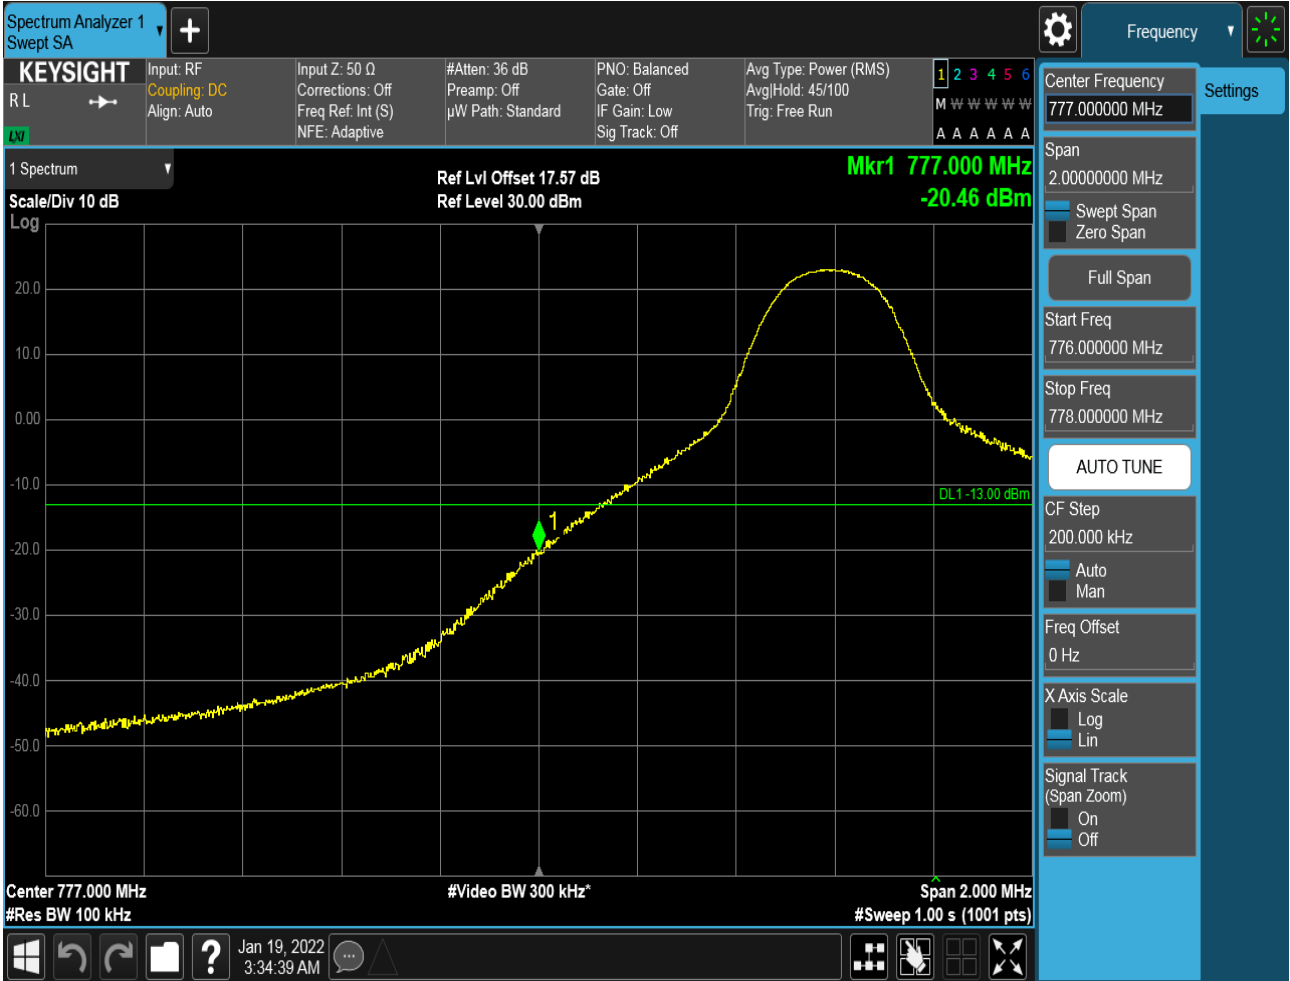 Spectrum Analyzer 1
Swept SA
Frequency
KEYSIGHT
R L
LXI
Input: RF
Coupling: DC
Align: Auto
Input Z: 50 Ω
Corrections: Off
Freq Ref: Int (S)
NFE: Adaptive
#Atten: 36 dB
Preamp: Off
µW Path: Standard
PNO: Balanced
Gate: Off
IF Gain: Low
Sig Track: Off
Avg Type: Power (RMS)
Avg|Hold: 45/100
Trig: Free Run
1 2 3 4 5 6
M W W W W W
A A A A A A
1 Spectrum
Scale/Div 10 dB
Log
Ref Lvl Offset 17.57 dB
Ref Level 30.00 dBm
Mkr1 777.000 MHz
-20.46 dBm
20.0
10.0
0.00
-10.0
-20.0
-30.0
-40.0
-50.0
-60.0
DL1 -13.00 dBm
1
Center 777.000 MHz
#Res BW 100 kHz
#Video BW 300 kHz*
Span 2.000 MHz
#Sweep 1.00 s (1001 pts)
Jan 19, 2022
3:34:39 AM
Center Frequency
777.000000 MHz
Settings
Span
2.00000000 MHz
Swept Span
Zero Span
Full Span
Start Freq
776.000000 MHz
Stop Freq
778.000000 MHz
AUTO TUNE
CF Step
200.000 kHz
Auto
Man
Freq Offset
0 Hz
X Axis Scale
Log
Lin
Signal Track
(Span Zoom)
On
Off